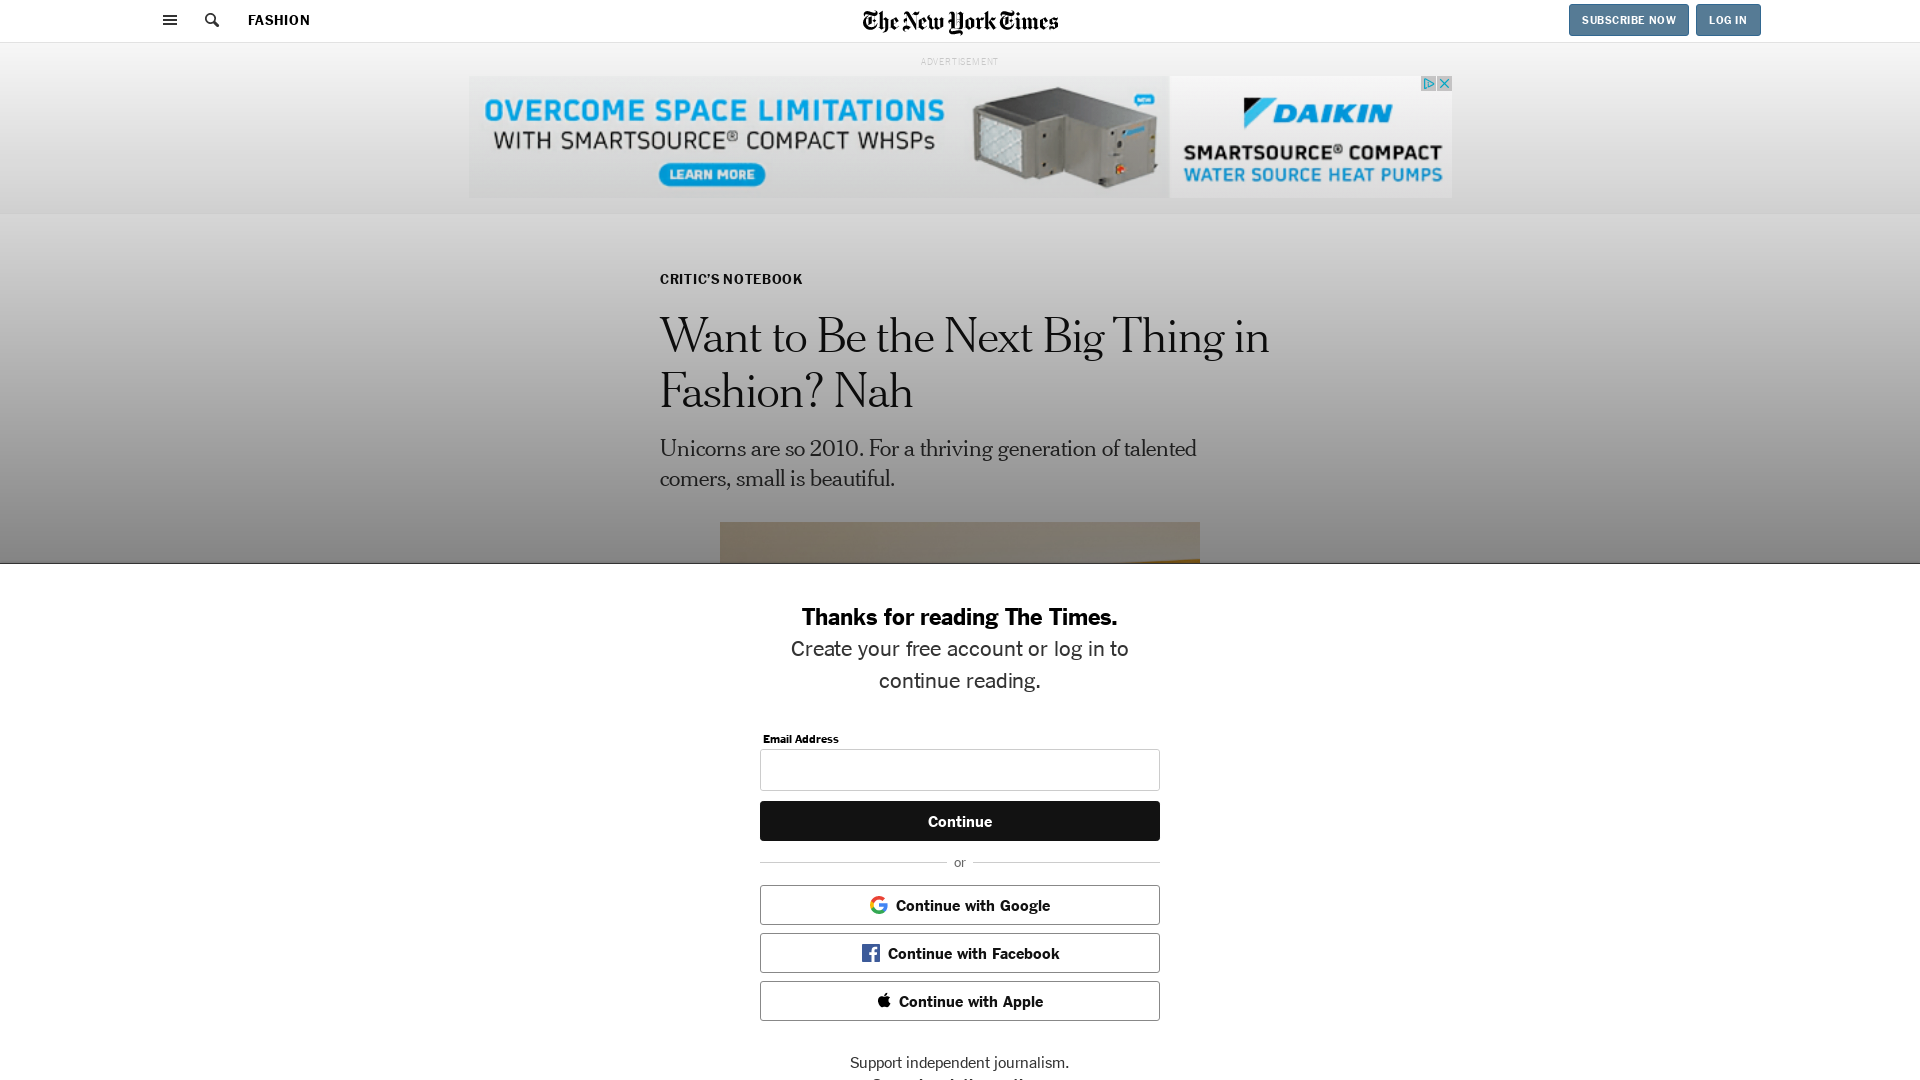 FASHION
The New York Times
SUBSCRIBE NOW
LOG IN
ADVERTISEMENT
OVERCOME SPACE LIMITATIONS
WITH SMARTSOURCE® COMPACT WHSPs
LEARN MORE
NEW
DAIKIN
SMARTSOURCE® COMPACT
WATER SOURCE HEAT PUMPS
CRITIC’S NOTEBOOK
Want to Be the Next Big Thing in
Fashion? Nah
Unicorns are so 2010. For a thriving generation of talented
comers, small is beautiful.
Thanks for reading The Times.
Create your free account or log in to
continue reading.
Email Address
Continue
or
Continue with Google
Continue with Facebook
Continue with Apple
Support independent journalism.